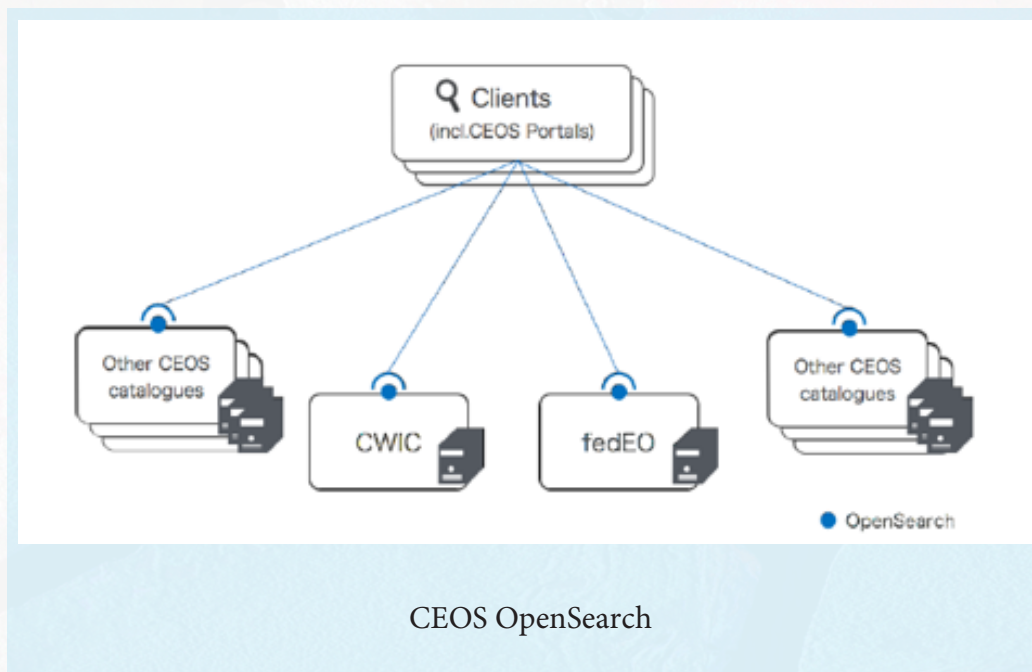 Clients
(incl.CEOS Portals)
Other CEOS
catalogues
CWIC
fedEO
Other CEOS
catalogues
OpenSearch
CEOS OpenSearch